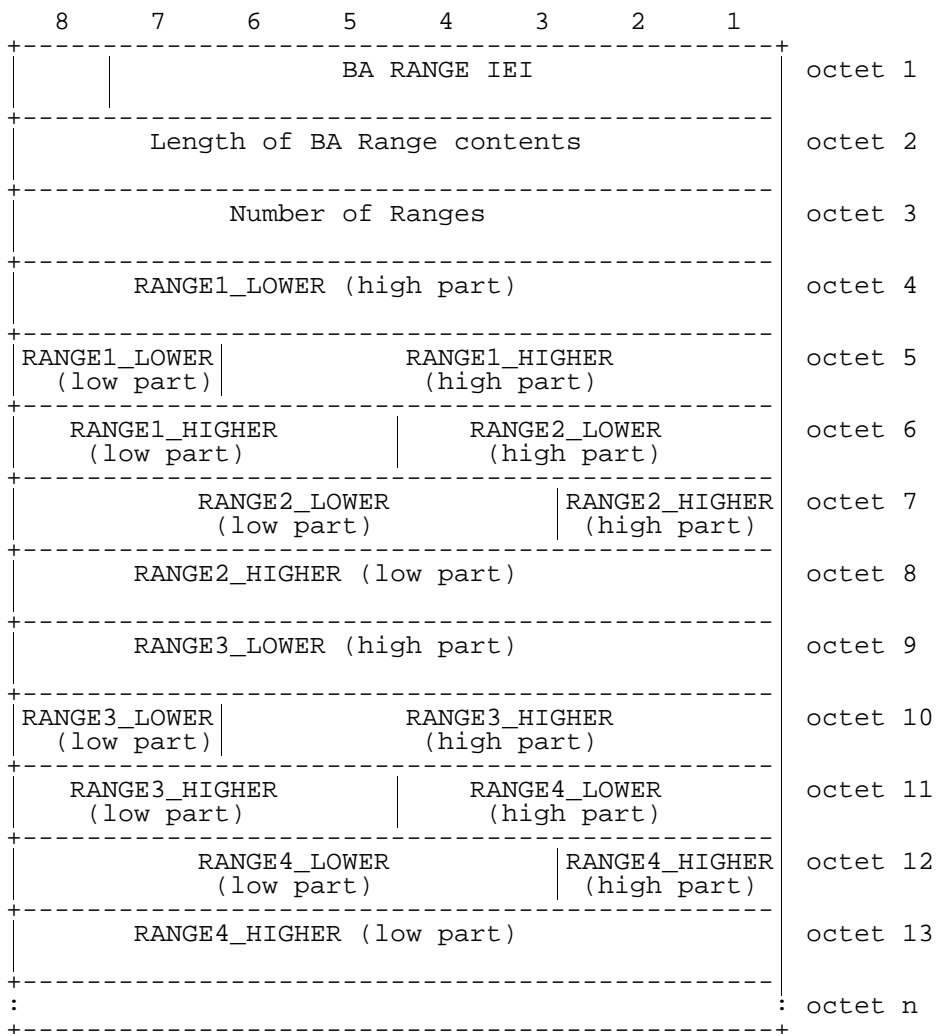 8 7 6 5 4 3 2 1
BA RANGE IEI octet 1
Length of BA Range contents octet 2
Number of Ranges octet 3
RANGE1_LOWER (high part) octet 4
RANGE1_LOWER RANGE1_HIGHER octet 5
(low part) (high part)
RANGE1_HIGHER RANGE2_LOWER octet 6
(low part) (high part)
RANGE2_LOWER RANGE2_HIGHER octet 7
(low part) (high part)
RANGE2_HIGHER (low part) octet 8
RANGE3_LOWER (high part) octet 9
RANGE3_LOWER RANGE3_HIGHER octet 10
(low part) (high part)
RANGE3_HIGHER RANGE4_LOWER octet 11
(low part) (high part)
RANGE4_LOWER RANGE4_HIGHER octet 12
(low part) (high part)
RANGE4_HIGHER (low part) octet 13
: : octet n